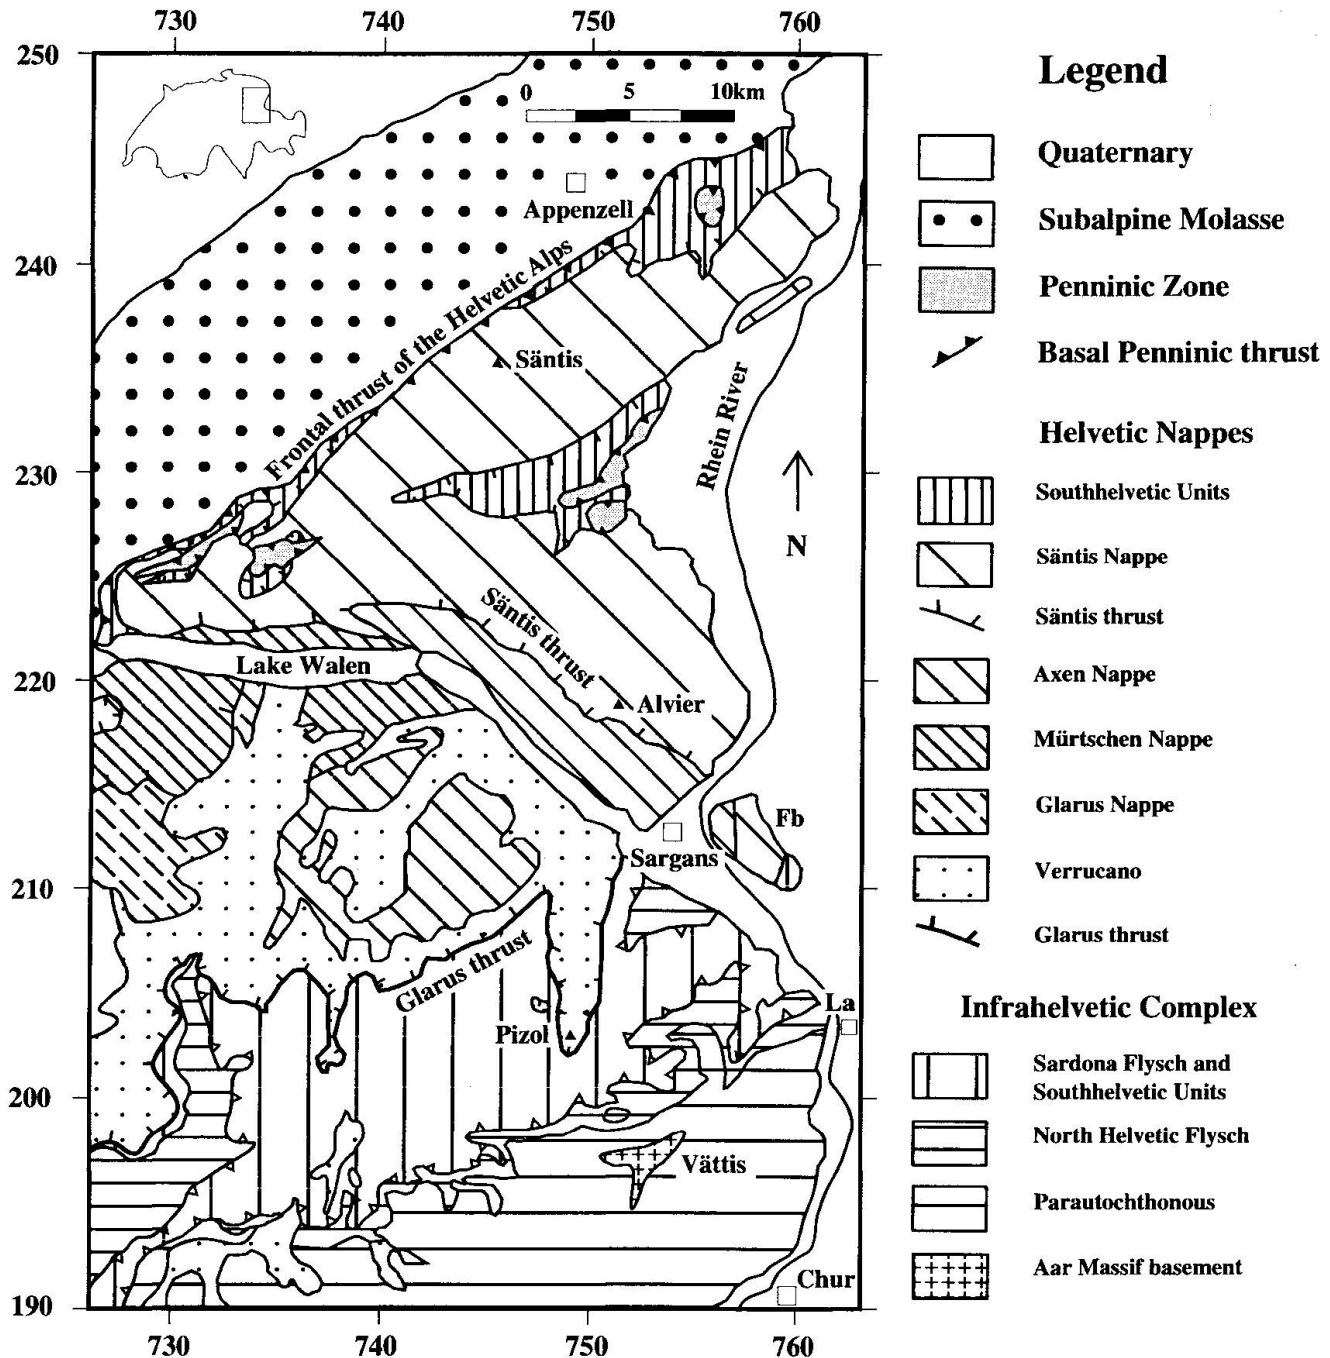 730 740 750 760
250
240
230
220
210
200
190
0 5 10km
Appenzell
Frontal thrust of the Helvetic Alps
Säntis
Rhein River
N
Säntis thrust
Lake Walen
Alvier
Fb
Sargans
Glarus thrust
La
Pizol
Vättis
Chur
730 740 750 760
Legend
Quaternary
Subalpine Molasse
Penninic Zone
Basal Penninic thrust
Helvetic Nappes
Southhelvetic Units
Säntis Nappe
Säntis thrust
Axen Nappe
Mürtschen Nappe
Glarus Nappe
Verrucano
Glarus thrust
Infrahelvetic Complex
Sardona Flysch and
Southhelvetic Units
North Helvetic Flysch
Parautochthonous
Aar Massif basement